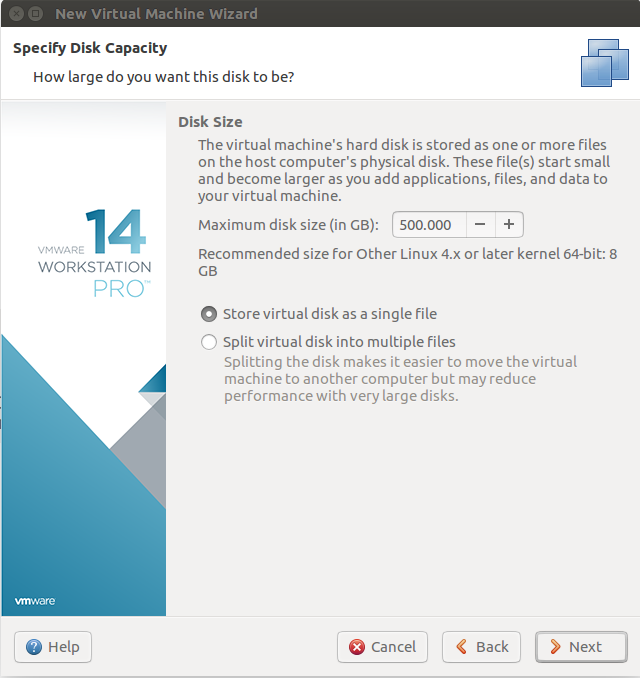 New Virtual Machine Wizard
Specify Disk Capacity
How large do you want this disk to be?
Disk Size
The virtual machine's hard disk is stored as one or more files
on the host computer's physical disk. These file(s) start small
and become larger as you add applications, files, and data to
your virtual machine.
Maximum disk size (in GB): 500.000 − +
Recommended size for Other Linux 4.x or later kernel 64-bit: 8
GB
Store virtual disk as a single file
Split virtual disk into multiple files
Splitting the disk makes it easier to move the virtual
machine to another computer but may reduce
performance with very large disks.
VMWARE 14
WORKSTATION
PRO™
vmware
Help Cancel Back Next